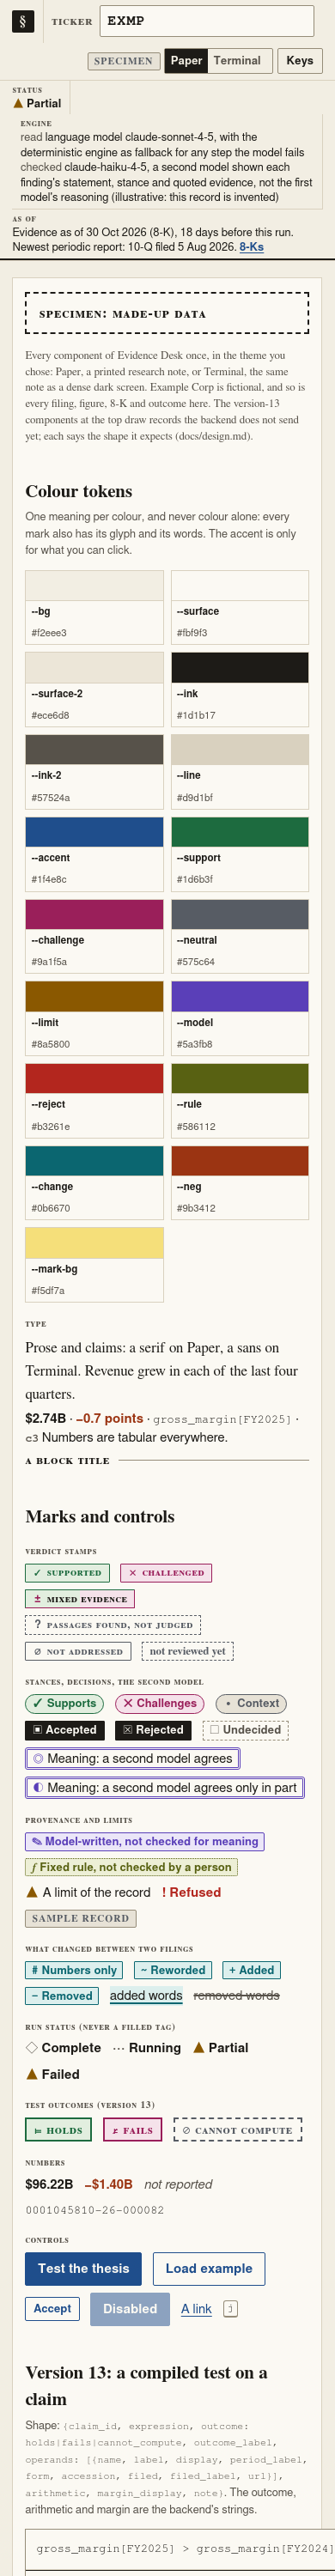 § TICKER EXMP
SPECIMEN Paper Terminal Keys
STATUS
▲ Partial
ENGINE
read language model claude-sonnet-4-5, with the
deterministic engine as fallback for any step the model fails
checked claude-haiku-4-5, a second model shown each
finding's statement, stance and quoted evidence, not the first
model's reasoning (illustrative: this record is invented)
AS OF
Evidence as of 30 Oct 2026 (8-K), 18 days before this run.
Newest periodic report: 10-Q filed 5 Aug 2026. 8-Ks
SPECIMEN: MADE-UP DATA
Every component of Evidence Desk once, in the theme you
chose: Paper, a printed research note, or Terminal, the same
note as a dense dark screen. Example Corp is fictional, and so is
every filing, figure, 8-K and outcome here. The version-13
components at the top draw records the backend does not send
yet; each says the shape it expects (docs/design.md).
Colour tokens
One meaning per colour, and never colour alone: every
mark also has its glyph and its words. The accent is only
for what you can click.
--bg
#f2eee3
--surface
#fbf9f3
--surface-2
#ece6d8
--ink
#1d1b17
--ink-2
#57524a
--line
#d9d1bf
--accent
#1f4e8c
--support
#1d6b3f
--challenge
#9a1f5a
--neutral
#575c64
--limit
#8a5800
--model
#5a3fb8
--reject
#b3261e
--rule
#586112
--change
#0b6670
--neg
#9b3412
--mark-bg
#f5df7a
TYPE
Prose and claims: a serif on Paper, a sans on
Terminal. Revenue grew in each of the last four
quarters.
$2.74B · −0.7 points · gross_margin[FY2025] ·
c3 Numbers are tabular everywhere.
A BLOCK TITLE
Marks and controls
VERDICT STAMPS
✓ SUPPORTED ✕ CHALLENGED
± MIXED EVIDENCE
? PASSAGES FOUND, NOT JUDGED
∅ NOT ADDRESSED not reviewed yet
STANCES, DECISIONS, THE SECOND MODEL
✓ Supports ✕ Challenges • Context
▣ Accepted ☒ Rejected ☐ Undecided
◎ Meaning: a second model agrees
◐ Meaning: a second model agrees only in part
PROVENANCE AND LIMITS
✎ Model-written, not checked for meaning
ƒ Fixed rule, not checked by a person
▲ A limit of the record ! Refused
SAMPLE RECORD
WHAT CHANGED BETWEEN TWO FILINGS
# Numbers only ~ Reworded + Added
− Removed added words removed words
RUN STATUS (NEVER A FILLED TAG)
◇ Complete ⋯ Running ▲ Partial
▲ Failed
TEST OUTCOMES (VERSION 13)
⊨ HOLDS ⊭ FAILS ⊘ CANNOT COMPUTE
NUMBERS
$96.22B −$1.40B not reported
0001045810-26-000082
CONTROLS
Test the thesis Load example
Accept Disabled A link j
Version 13: a compiled test on a
claim
Shape: {claim_id, expression, outcome:
holds|fails|cannot_compute, outcome_label,
operands: [{name, label, display, period_label,
form, accession, filed, filed_label, url}],
arithmetic, margin_display, note}. The outcome,
arithmetic and margin are the backend's strings.
gross_margin[FY2025] > gross_margin[FY2024]